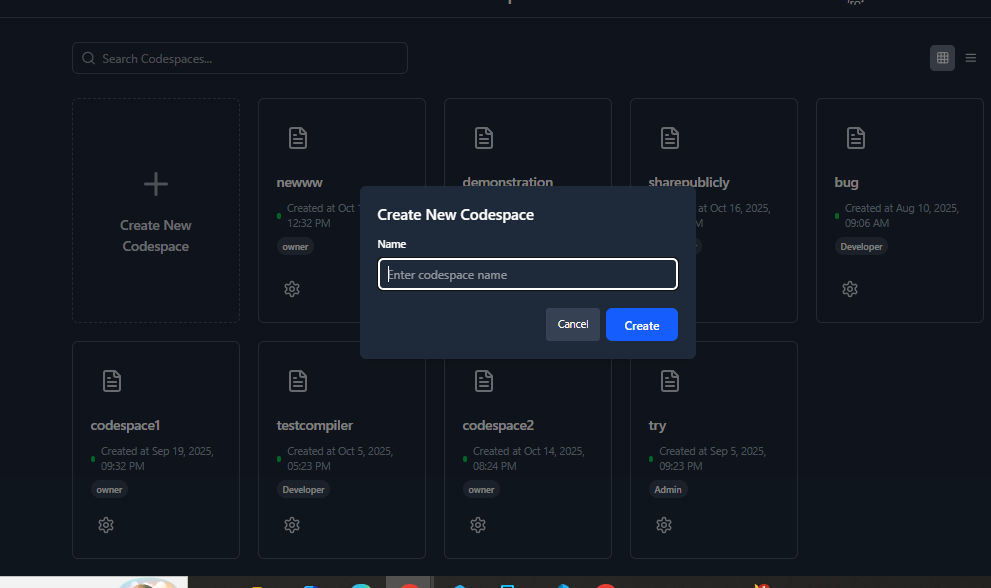 Search Codespaces...
Create New
Codespace
newww
Created at Oct
12:32 PM
owner
demonstration
sharepublicly
at Oct 16, 2025,
bug
Created at Aug 10, 2025,
09:06 AM
Developer
Create New Codespace
Name
Enter codespace name
Cancel
Create
codespace1
Created at Sep 19, 2025,
09:32 PM
owner
testcompiler
Created at Oct 5, 2025,
05:23 PM
Developer
codespace2
Created at Oct 14, 2025,
08:24 PM
owner
try
Created at Sep 5, 2025,
09:23 PM
Admin